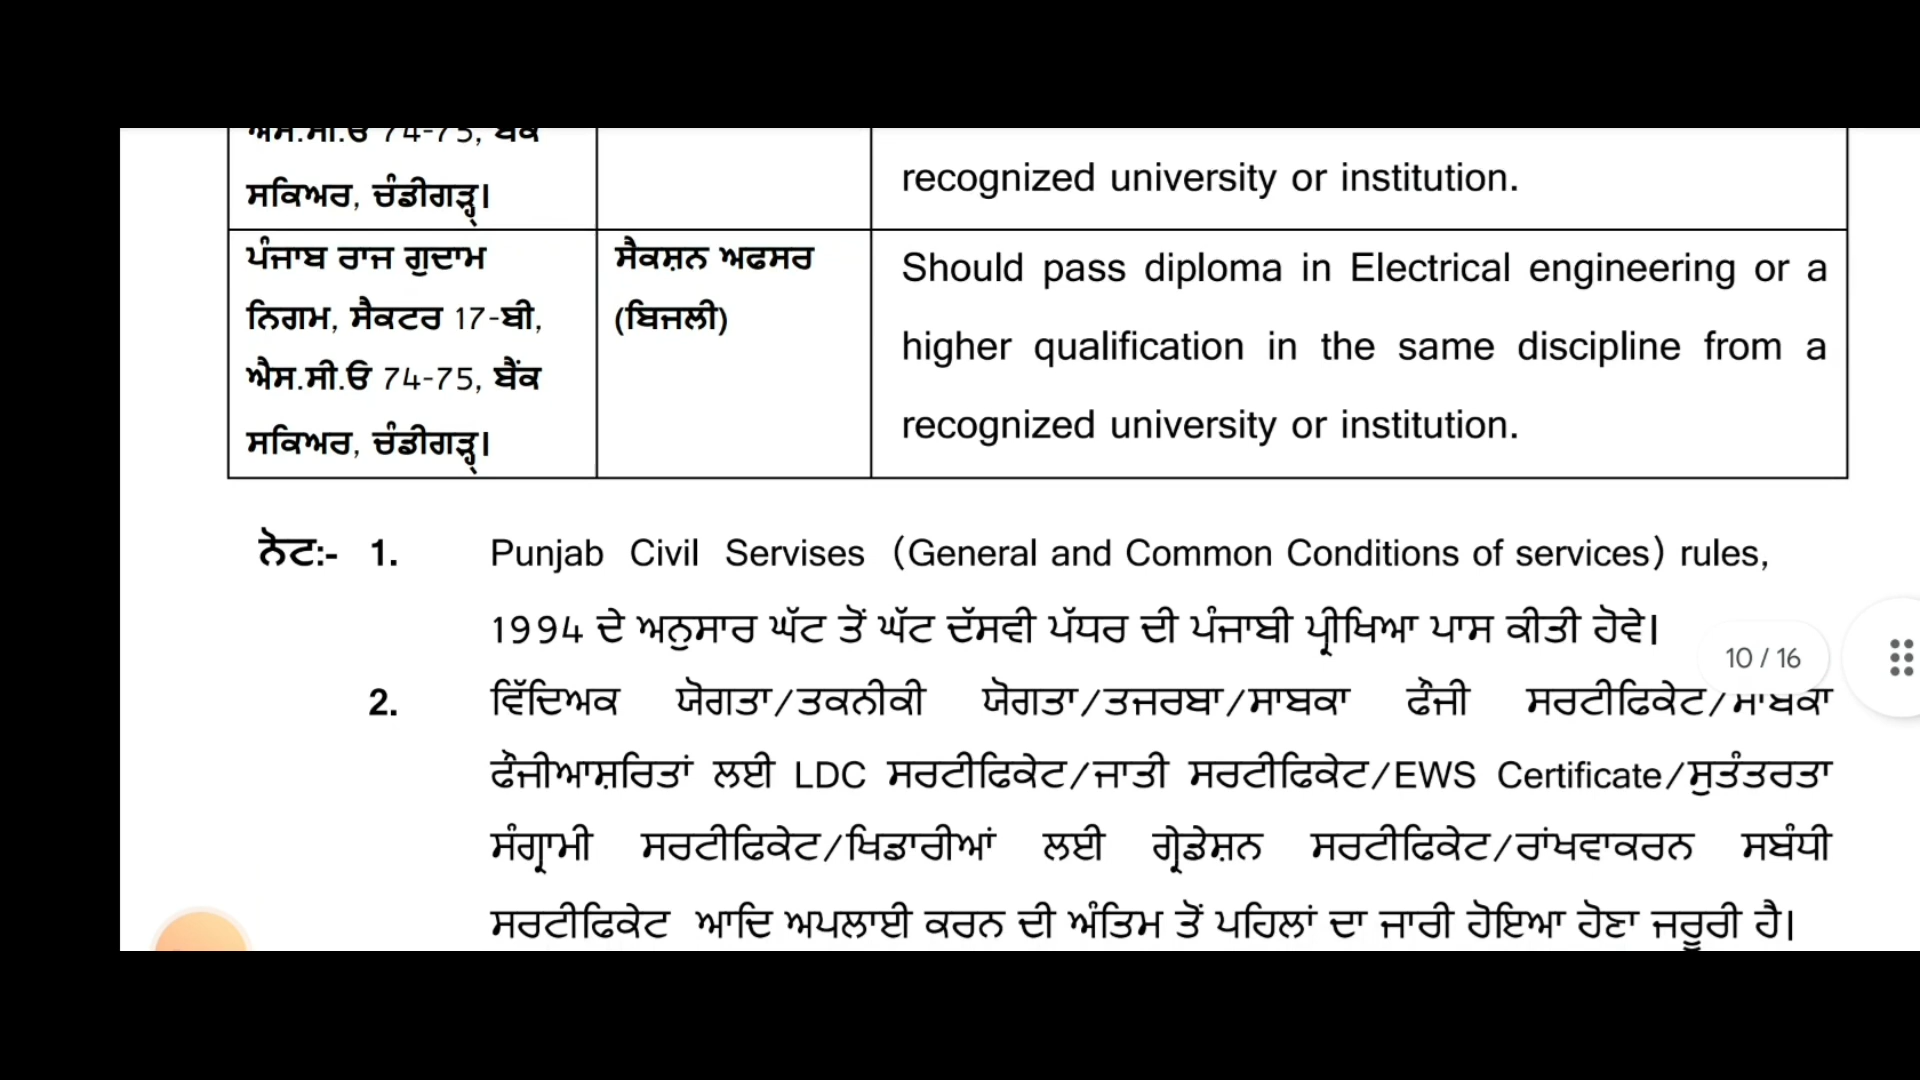 ਐਸ.ਸੀ.ਓ 74-75, ਬੈਂਕ
ਸਕਿਅਰ, ਚੰਡੀਗੜ੍ਹ।
recognized university or institution.
ਪੰਜਾਬ ਰਾਜ ਗੁਦਾਮ
ਨਿਗਮ, ਸੈਕਟਰ 17-ਬੀ,
ਐਸ.ਸੀ.ਓ 74-75, ਬੈਂਕ
ਸਕਿਅਰ, ਚੰਡੀਗੜ੍ਹ।
ਸੈਕਸ਼ਨ ਅਫਸਰ
(ਬਿਜਲੀ)
Should pass diploma in Electrical engineering or a
higher qualification in the same discipline from a
recognized university or institution.
ਨੋਟ:- 1. Punjab Civil Servises (General and Common Conditions of services) rules,
1994 ਦੇ ਅਨੁਸਾਰ ਘੱਟ ਤੋਂ ਘੱਟ ਦੱਸਵੀ ਪੱਧਰ ਦੀ ਪੰਜਾਬੀ ਪ੍ਰੀਖਿਆ ਪਾਸ ਕੀਤੀ ਹੋਵੇ।
10 / 16
2. ਵਿੱਦਿਅਕ ਯੋਗਤਾ/ਤਕਨੀਕੀ ਯੋਗਤਾ/ਤਜਰਬਾ/ਸਾਬਕਾ ਫੌਜੀ ਸਰਟੀਫਿਕੇਟ/ਸਾਬਕਾ
ਫੌਜੀਆਸ਼ਰਿਤਾਂ ਲਈ LDC ਸਰਟੀਫਿਕੇਟ/ਜਾਤੀ ਸਰਟੀਫਿਕੇਟ/EWS Certificate/ਸੁਤੰਤਰਤਾ
ਸੰਗ੍ਰਾਮੀ ਸਰਟੀਫਿਕੇਟ/ਖਿਡਾਰੀਆਂ ਲਈ ਗ੍ਰੇਡੇਸ਼ਨ ਸਰਟੀਫਿਕੇਟ/ਰਾਂਖਵਾਕਰਨ ਸਬੰਧੀ
ਸਰਟੀਫਿਕੇਟ ਆਦਿ ਅਪਲਾਈ ਕਰਨ ਦੀ ਅੰਤਿਮ ਤੋਂ ਪਹਿਲਾਂ ਦਾ ਜਾਰੀ ਹੋਇਆ ਹੋਣਾ ਜਰੂਰੀ ਹੈ।